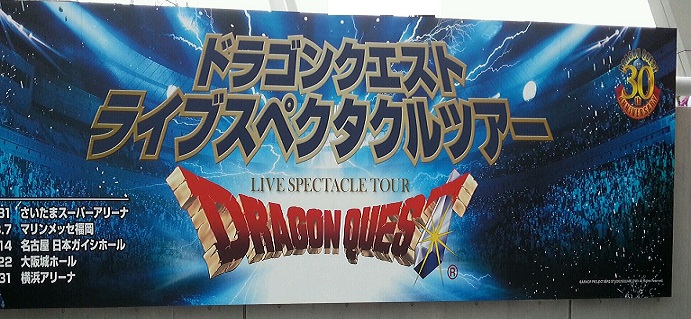 ドラゴンクエスト
ライブスペクタクルツアー
30
TH
ANNIVERSARY
LIVE SPECTACLE TOUR
DRAGON QUEST
®
31 さいたまスーパーアリーナ
.7 マリンメッセ福岡
14 名古屋 日本ガイシホール
22 大阪城ホール
31 横浜アリーナ